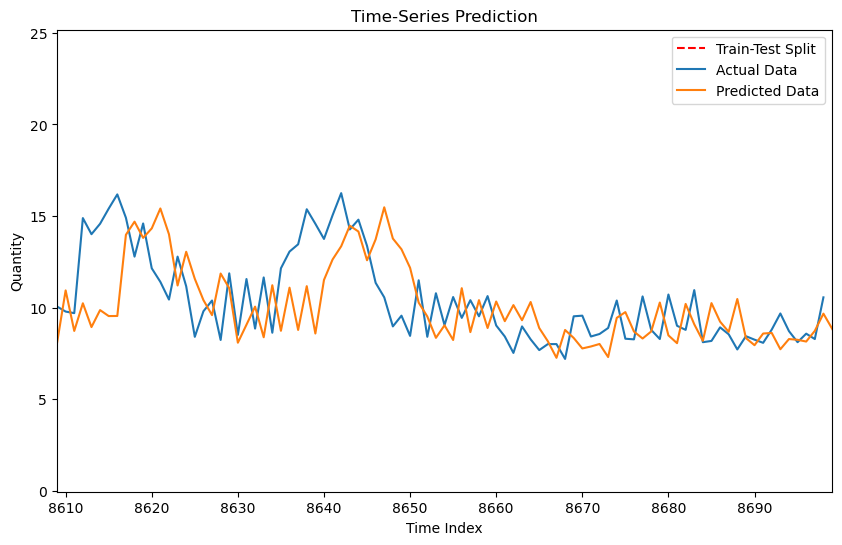 Time-Series Prediction
Train-Test Split
Actual Data
Predicted Data
25
20
15
10
5
0
Quantity
8610 8620 8630 8640 8650 8660 8670 8680 8690
Time Index